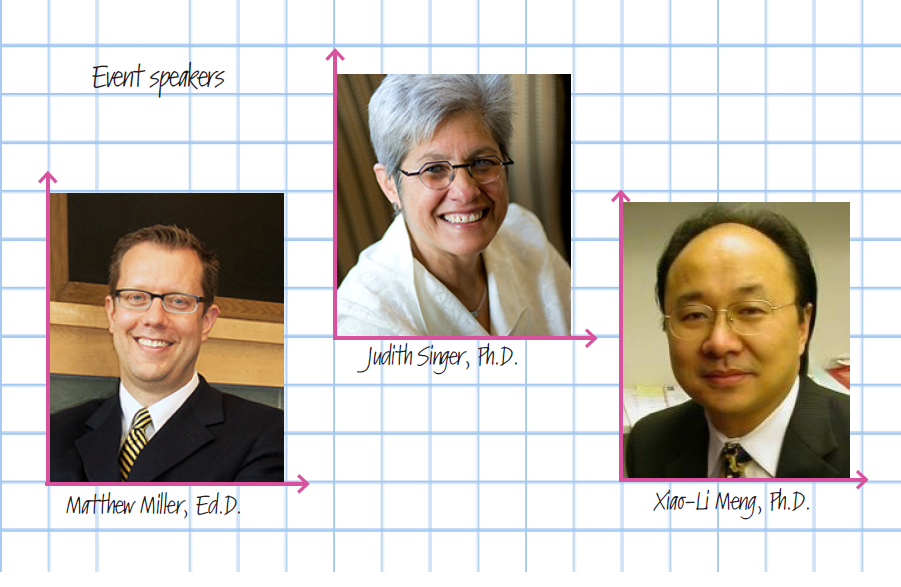 Event speakers
Judith Singer, Ph.D.
Matthew Miller, Ed.D.
Xiao-Li Meng, Ph.D.